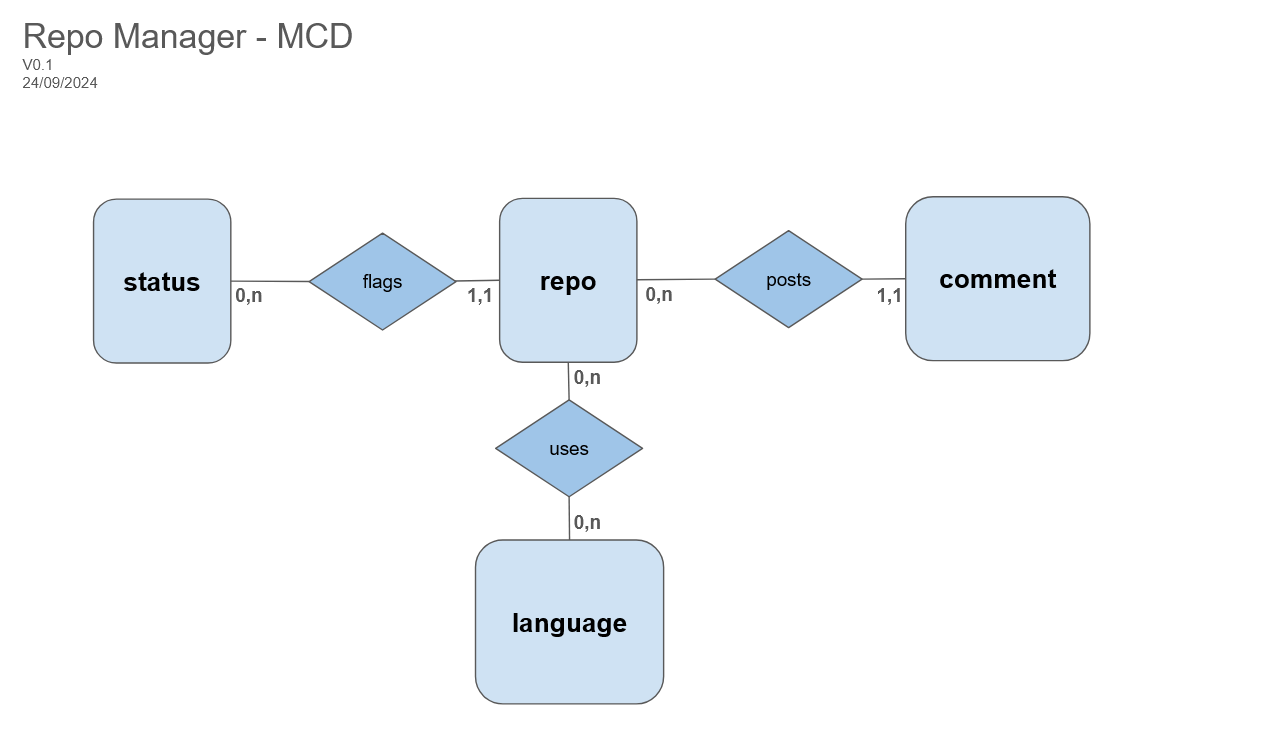 Repo Manager - MCD
V0.1
24/09/2024
status
0,n
flags
1,1
repo
0,n
posts
1,1
comment
0,n
uses
0,n
language